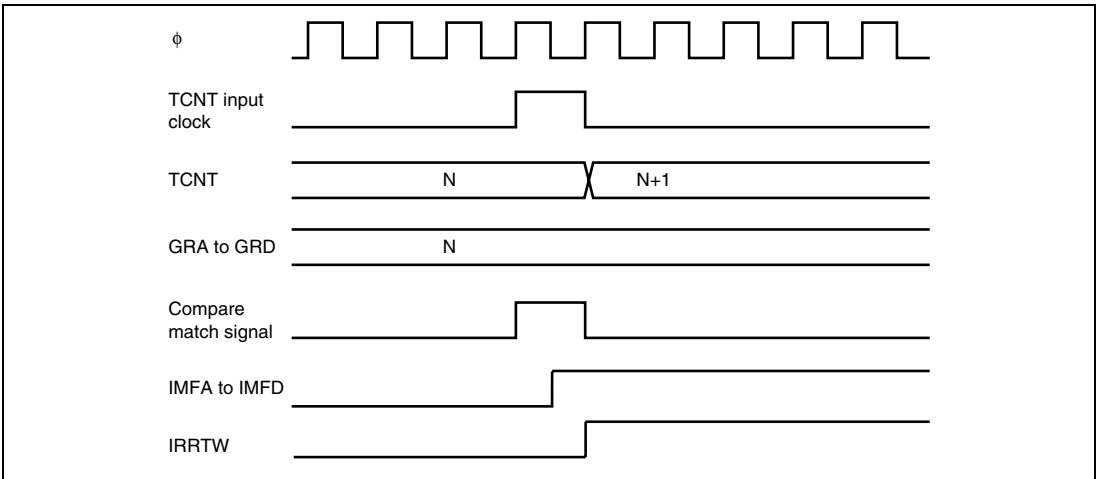 ϕ
TCNT input
clock
TCNT
N
N+1
GRA to GRD
N
Compare
match signal
IMFA to IMFD
IRRTW